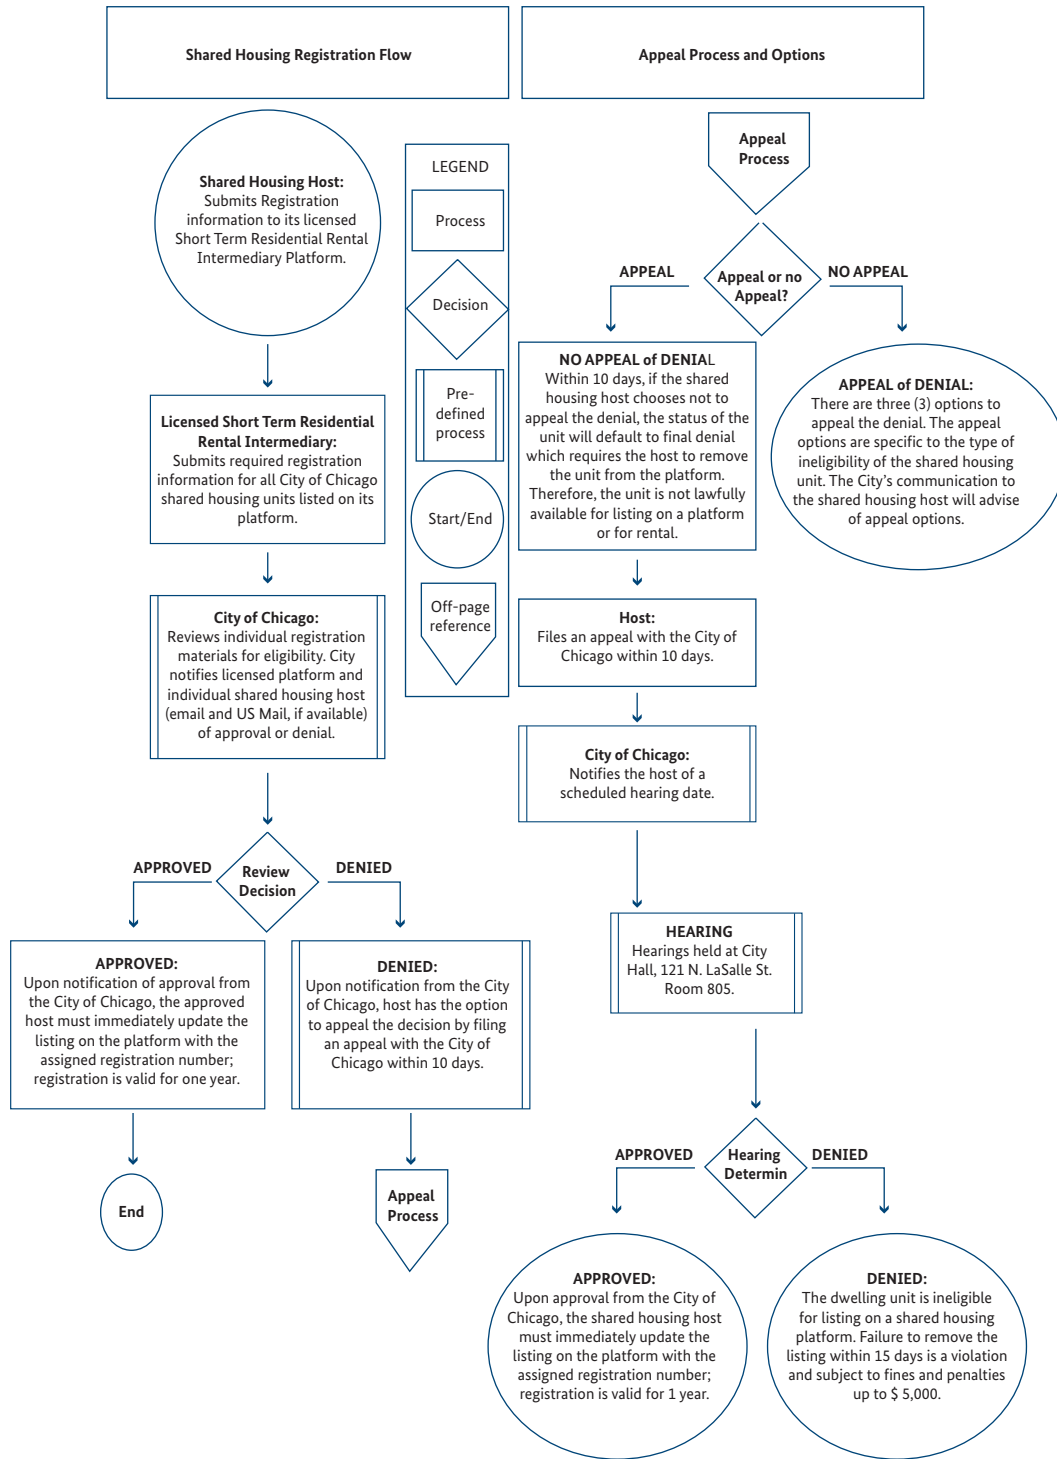 Shared Housing Registration Flow
Shared Housing Host:
Submits Registration
information to its licensed
Short Term Residential Rental
Intermediary Platform.
Licensed Short Term Residential
Rental Intermediary:
Submits required registration
information for all City of Chicago
shared housing units listed on its
platform.
City of Chicago:
Reviews individual registration
materials for eligibility. City
notifies licensed platform and
individual shared housing host
(email and US Mail, if available)
of approval or denial.
Review
Decision
APPROVED
DENIED
APPROVED:
Upon notification of approval from
the City of Chicago, the approved
host must immediately update the
listing on the platform with the
assigned registration number;
registration is valid for one year.
DENIED:
Upon notification from the City
of Chicago, host has the option
to appeal the decision by filing
an appeal with the City of
Chicago within 10 days.
End
Appeal
Process
LEGEND
Process
Decision
Pre-
defined
process
Start/End
Off-page
reference
Appeal Process and Options
Appeal
Process
Appeal or no
Appeal?
APPEAL
NO APPEAL
NO APPEAL of DENIAL
Within 10 days, if the shared
housing host chooses not to
appeal the denial, the status of the
unit will default to final denial
which requires the host to remove
the unit from the platform.
Therefore, the unit is not lawfully
available for listing on a platform
or for rental.
APPEAL of DENIAL:
There are three (3) options to
appeal the denial. The appeal
options are specific to the type of
ineligibility of the shared housing
unit. The City's communication to
the shared housing host will advise
of appeal options.
Host:
Files an appeal with the City of
Chicago within 10 days.
City of Chicago:
Notifies the host of a
scheduled hearing date.
HEARING
Hearings held at City
Hall, 121 N. LaSalle St.
Room 805.
Hearing
Determin
APPROVED
DENIED
APPROVED:
Upon approval from the City of
Chicago, the shared housing host
must immediately update the
listing on the platform with the
assigned registration number;
registration is valid for 1 year.
DENIED:
The dwelling unit is ineligible
for listing on a shared housing
platform. Failure to remove the
listing within 15 days is a violation
and subject to fines and penalties
up to $ 5,000.